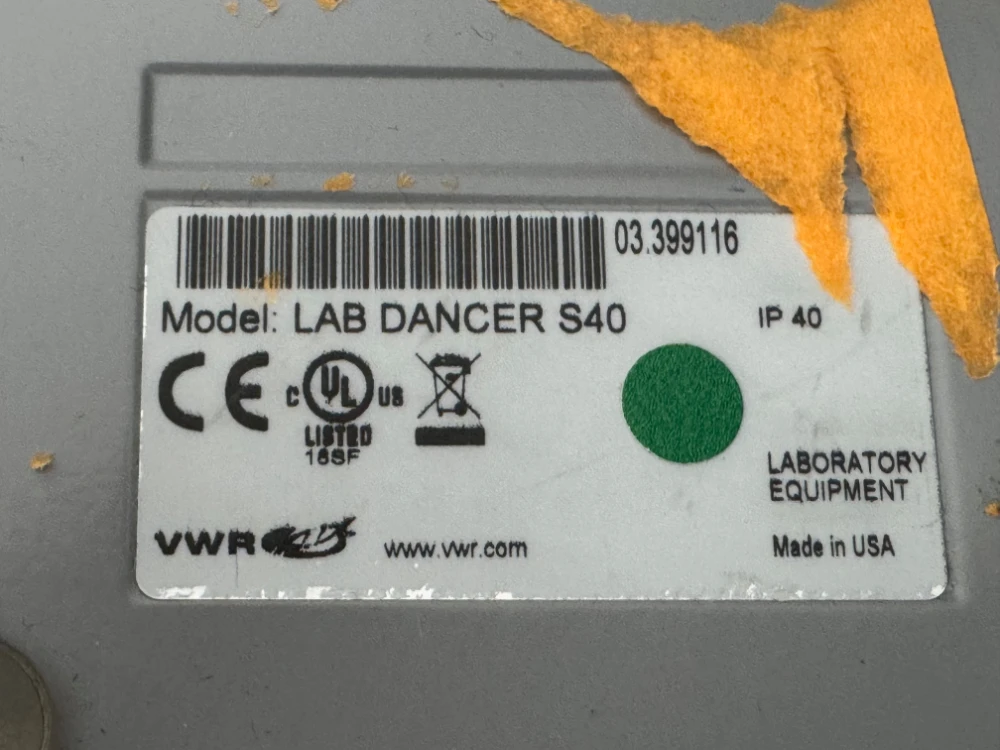 03.399116
Model: LAB DANCER S40
IP 40
CE
C UL US
LISTED
16SF
LABORATORY
EQUIPMENT
VWR
www.vwr.com
Made in USA